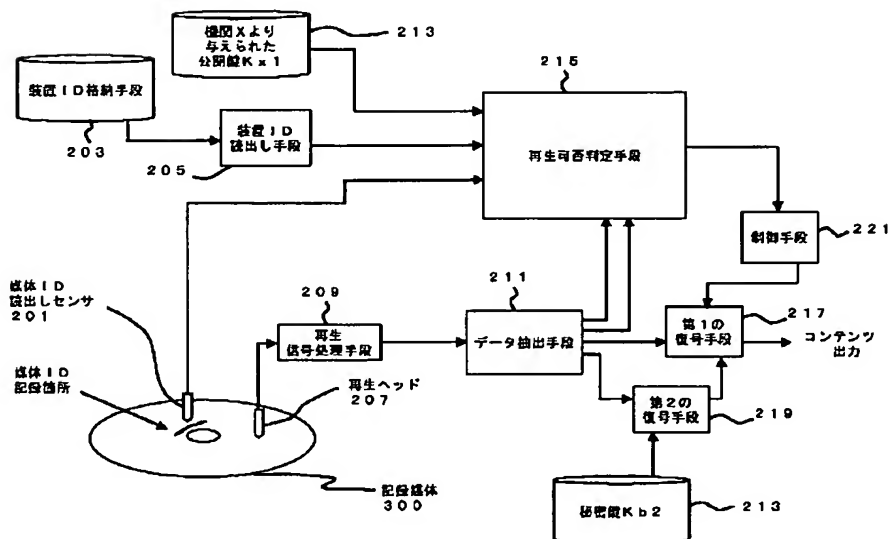 機関Xより
与えられた
公開鍵Kx1
213
215
装置ID格納手段
203
装置ID
読出し手段
205
再生可否判定手段
制御手段
221
媒体ID
読出しセンサ
201
209
再生
信号処理手段
211
データ抽出手段
第1の
復号手段
217
コンテンツ
出力
媒体ID
記録箇所
再生ヘッド
207
第2の
復号手段
219
記録媒体
300
秘密鍵Kb2
213